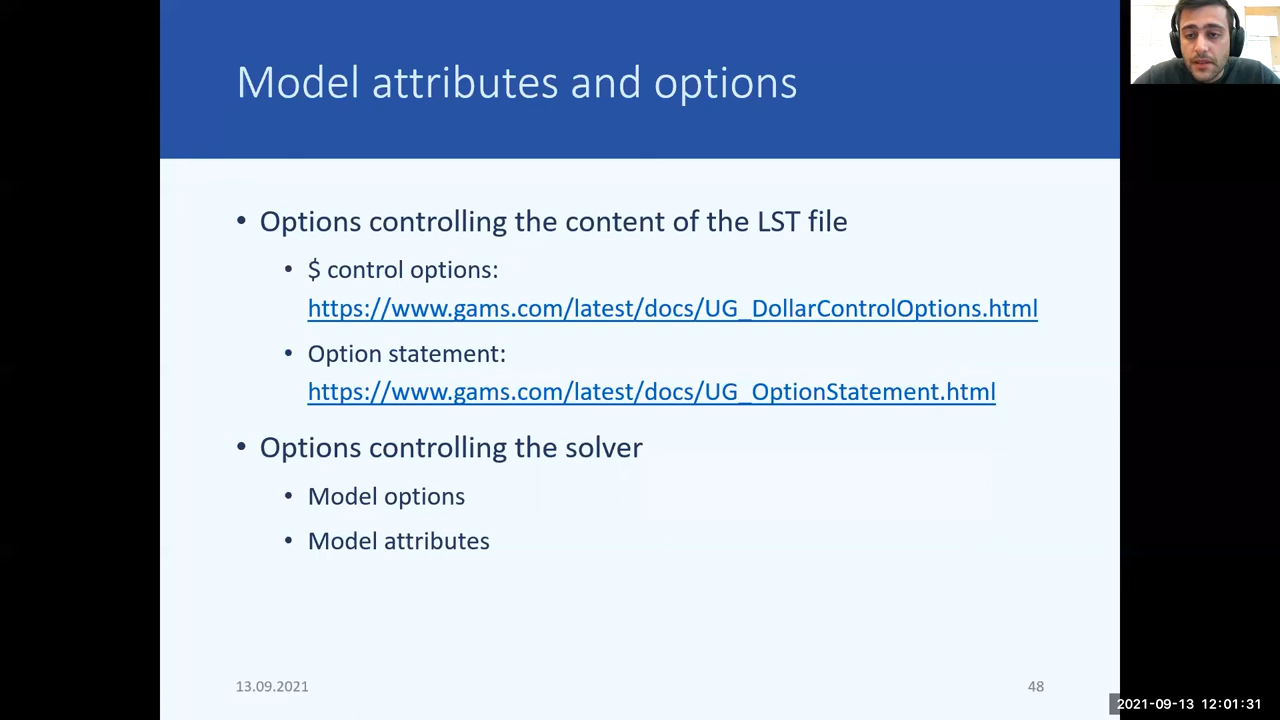 Model attributes and options
• Options controlling the content of the LST file
• $ control options:
https://www.gams.com/latest/docs/UG_DollarControlOptions.html
• Option statement:
https://www.gams.com/latest/docs/UG_OptionStatement.html
• Options controlling the solver
• Model options
• Model attributes
13.09.2021
48
2021-09-13 12:01:31